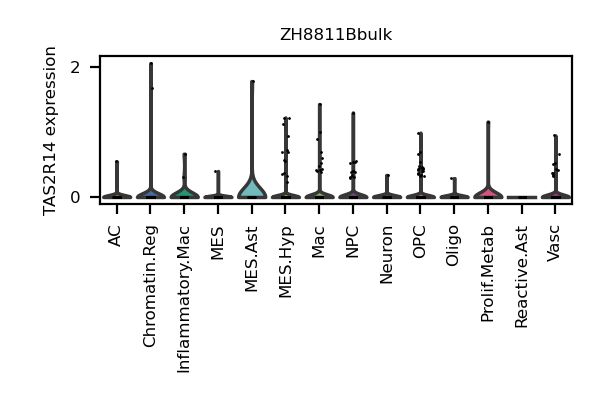 ZH8811Bbulk
TAS2R14 expression
2
0
AC
Chromatin.Reg
Inflammatory.Mac
MES
MES.Ast
MES.Hyp
Mac
NPC
Neuron
OPC
Oligo
Prolif.Metab
Reactive.Ast
Vasc